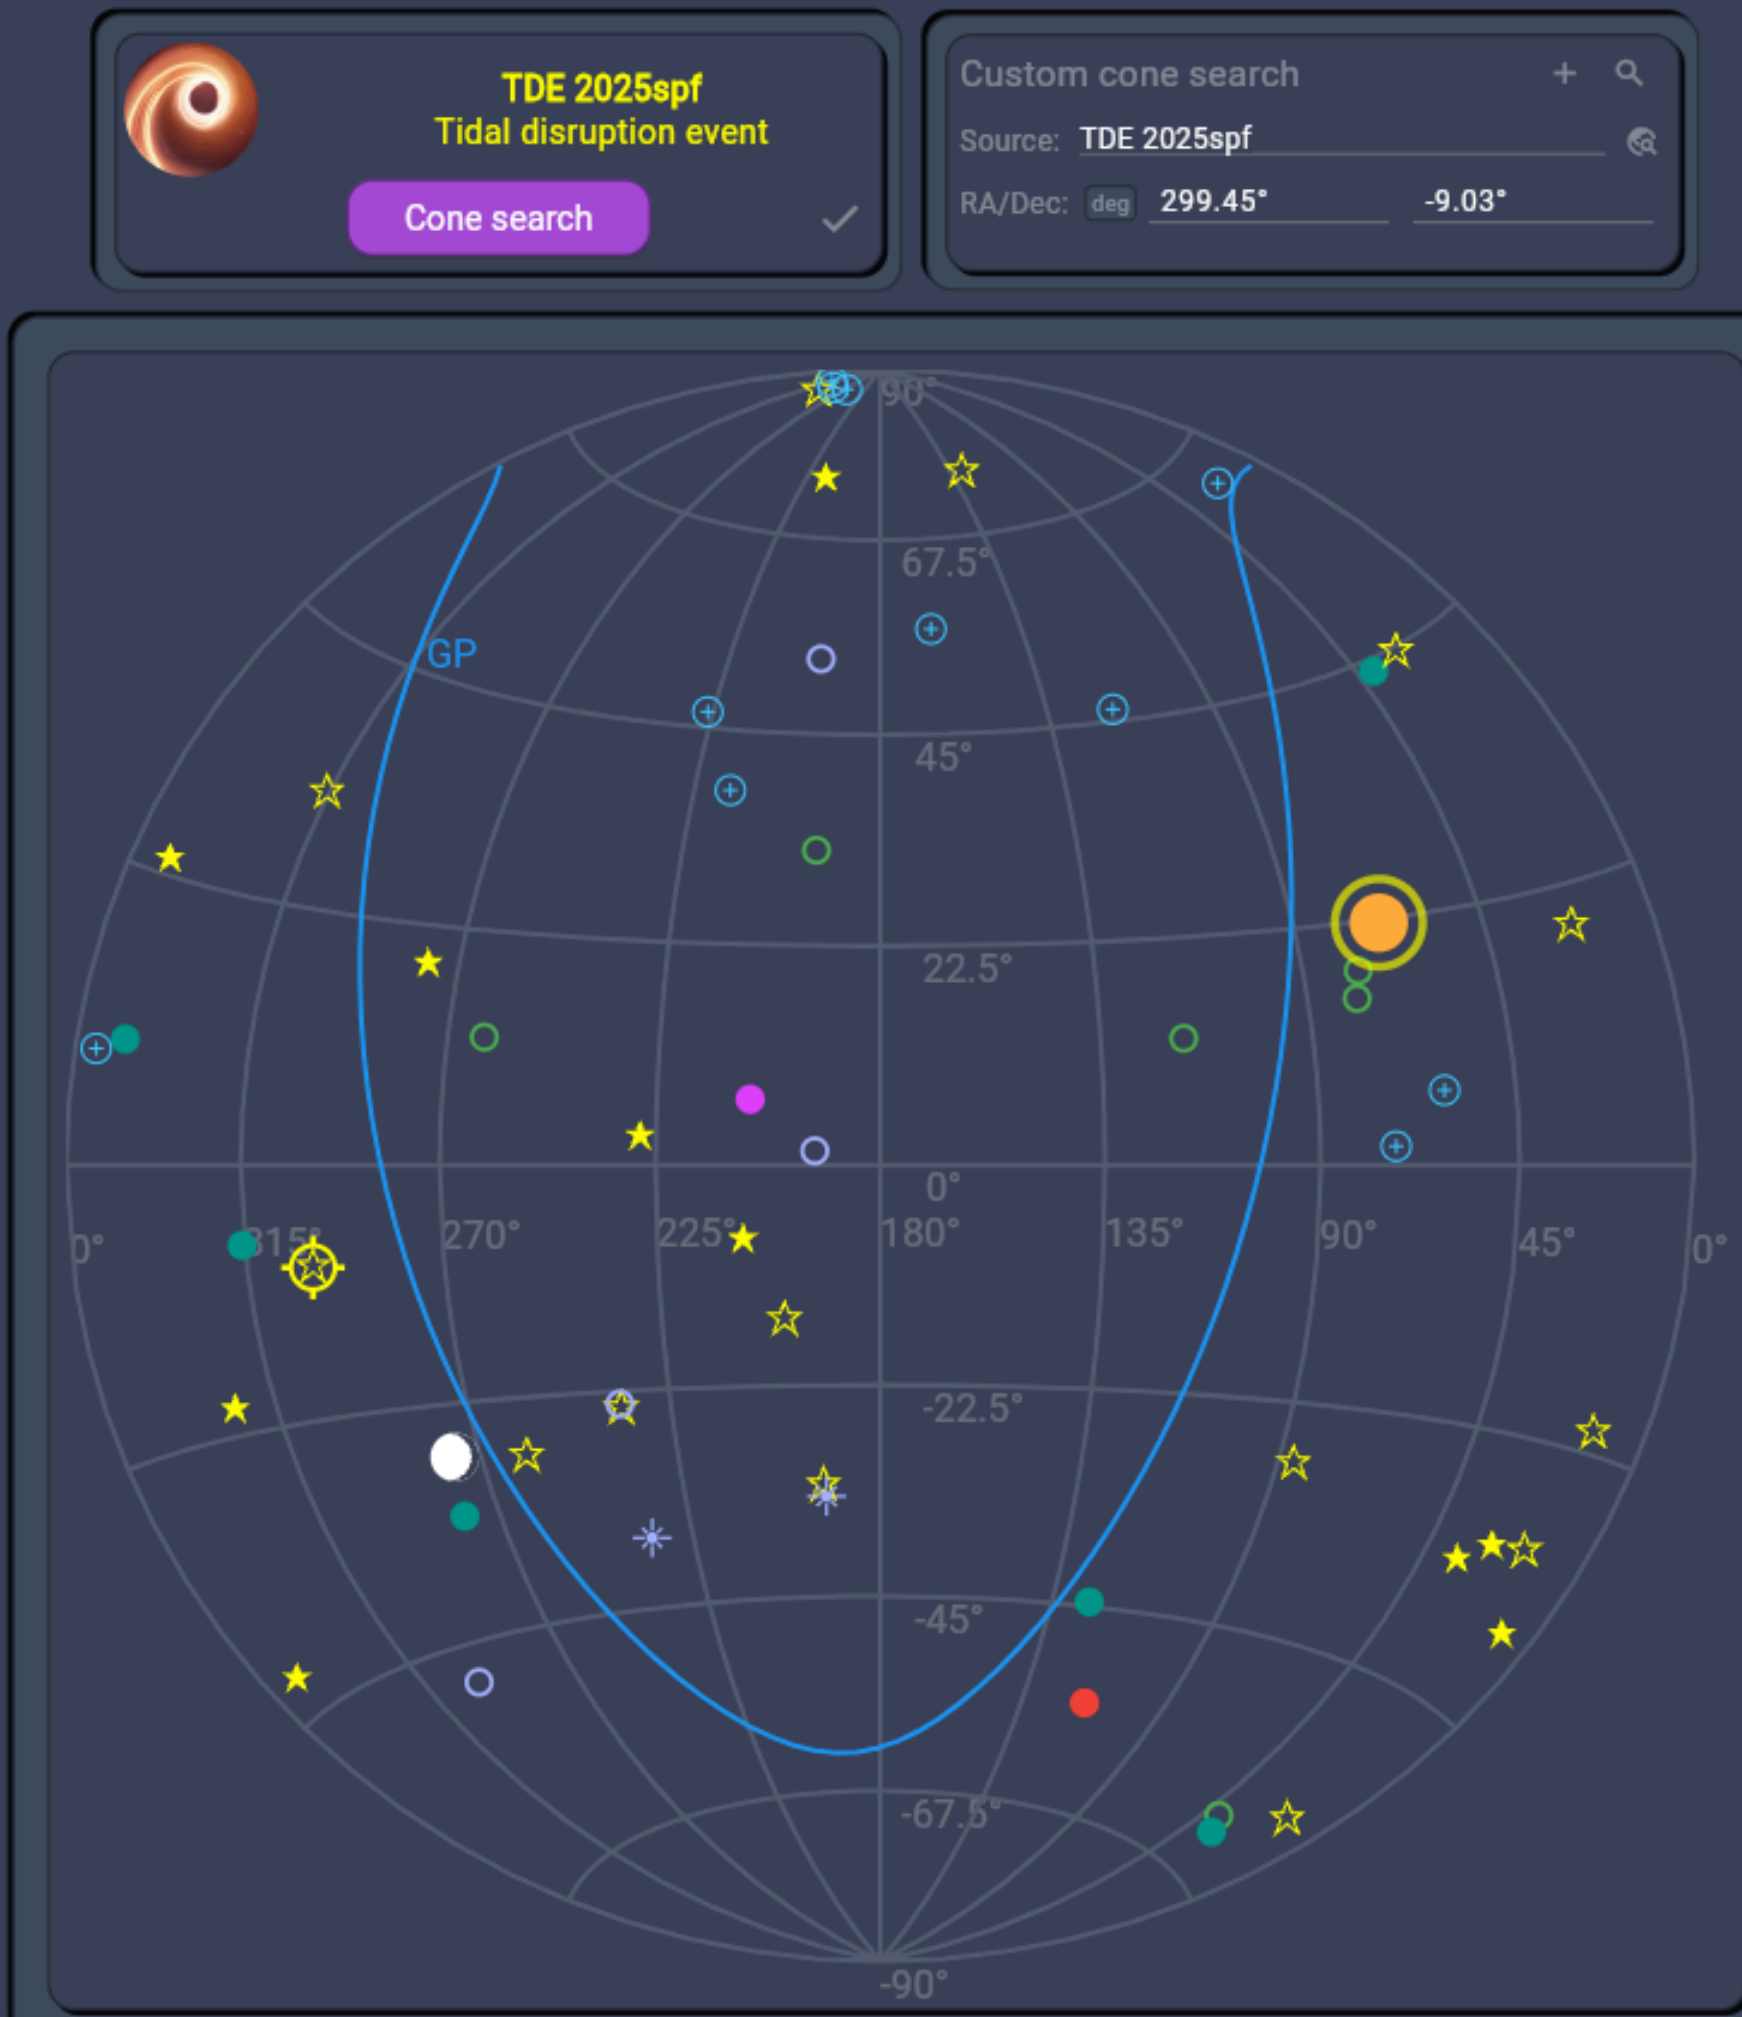 TDE 2025spf
Tidal disruption event
Cone search
Custom cone search
Source: TDE 2025spf
RA/Dec: deg 299.45° -9.03°
90°
67.5°
GP
45°
22.5°
0°
0° 315° 270° 225° 180° 135° 90° 45° 0°
-22.5°
-45°
-67.5°
-90°